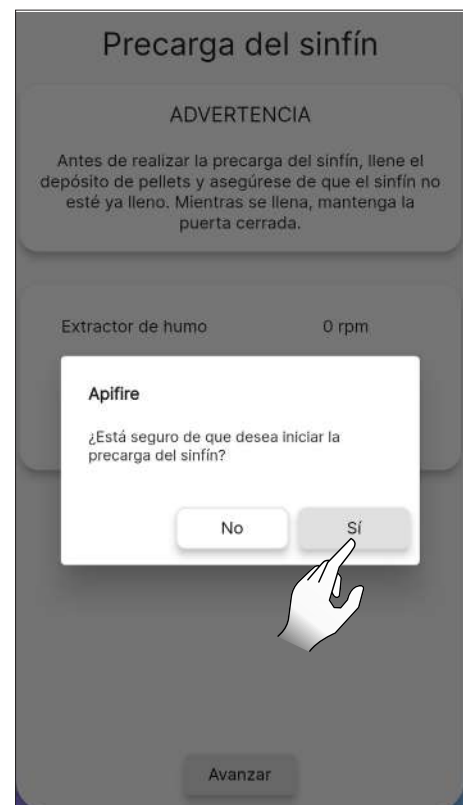 Precarga del sinfín
ADVERTENCIA
Antes de realizar la precarga del sinfín, llene el
depósito de pellets y asegúrese de que el sinfín no
esté ya lleno. Mientras se llena, mantenga la
puerta cerrada.
Extractor de humo 0 rpm
Apifire
¿Está seguro de que desea iniciar la
precarga del sinfín?
No Sí
Avanzar